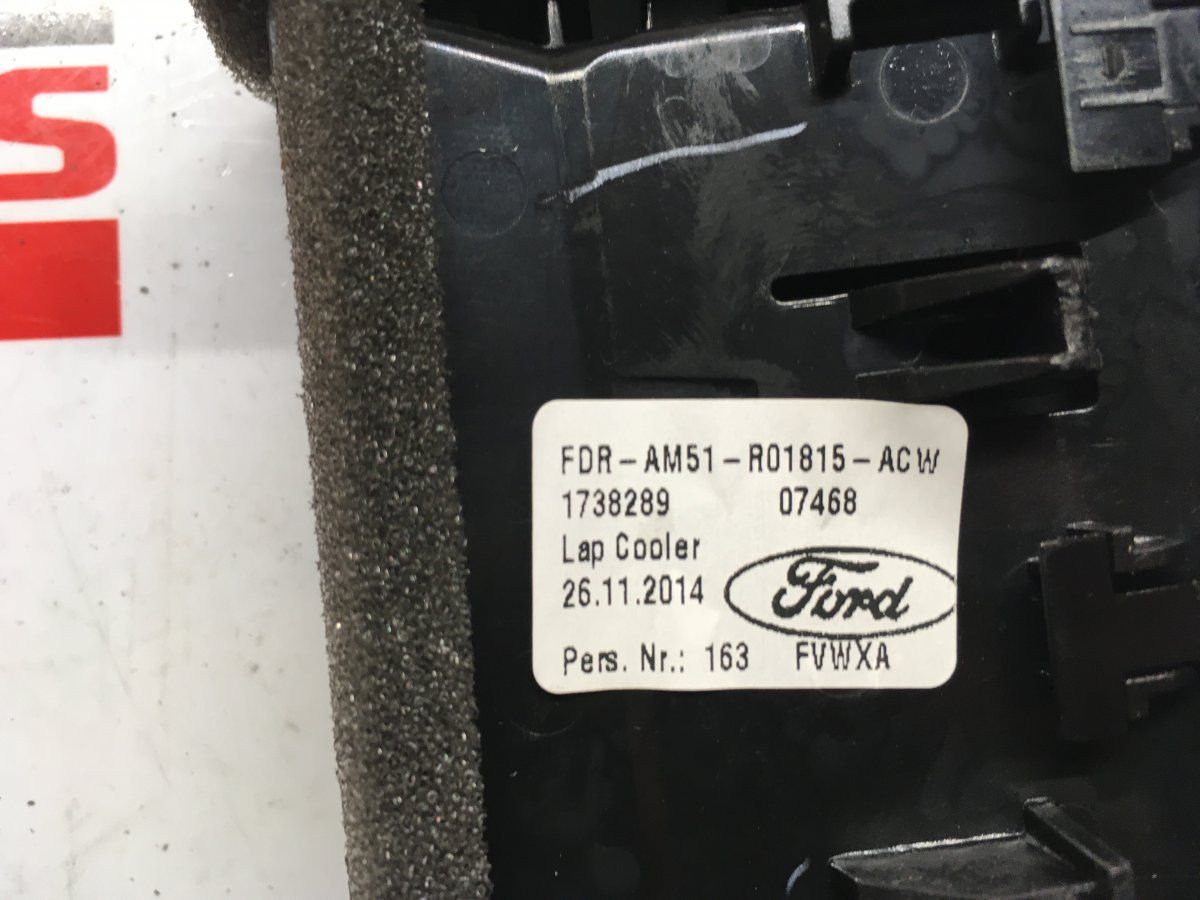 S
FDR-AM51-R01815-ACW
1738289 07468
Lap Cooler
26.11.2014 Ford
Pers. Nr.: 163 FVWXA